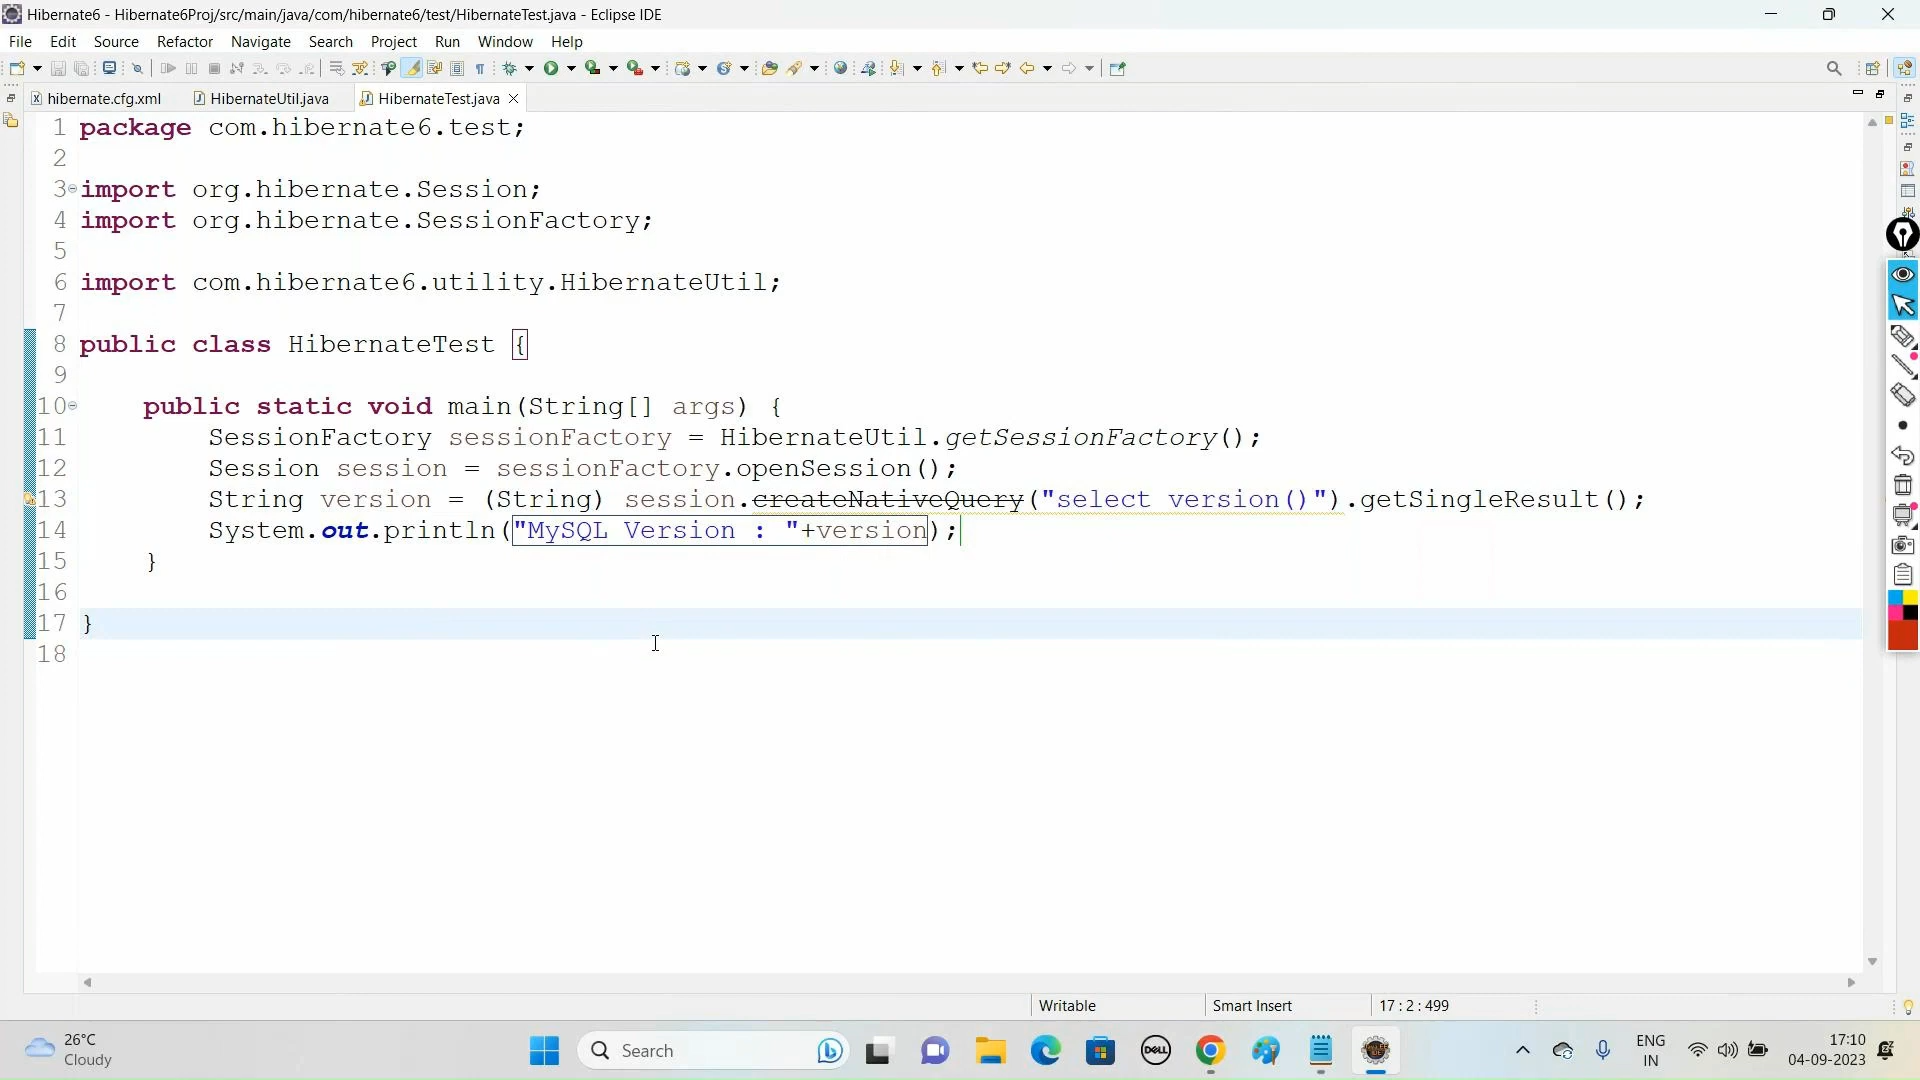 Hibernate6 - Hibernate6Proj/src/main/java/com/hibernate6/test/HibernateTest.java - Eclipse IDE
File Edit Source Refactor Navigate Search Project Run Window Help
hibernate.cfg.xml HibernateUtil.java HibernateTest.java
1 package com.hibernate6.test;
2
3 import org.hibernate.Session;
4 import org.hibernate.SessionFactory;
5
6 import com.hibernate6.utility.HibernateUtil;
7
8 public class HibernateTest {
9
10 public static void main(String[] args) {
11 SessionFactory sessionFactory = HibernateUtil.getSessionFactory();
12 Session session = sessionFactory.openSession();
13 String version = (String) session.createNativeQuery("select version()").getSingleResult();
14 System.out.println("MySQL Version : "+version);
15 }
16
17 }
18
Writable Smart Insert 17 : 2 : 499
26°C
Cloudy
Search
DELL
ENG
IN
17:10
04-09-2023